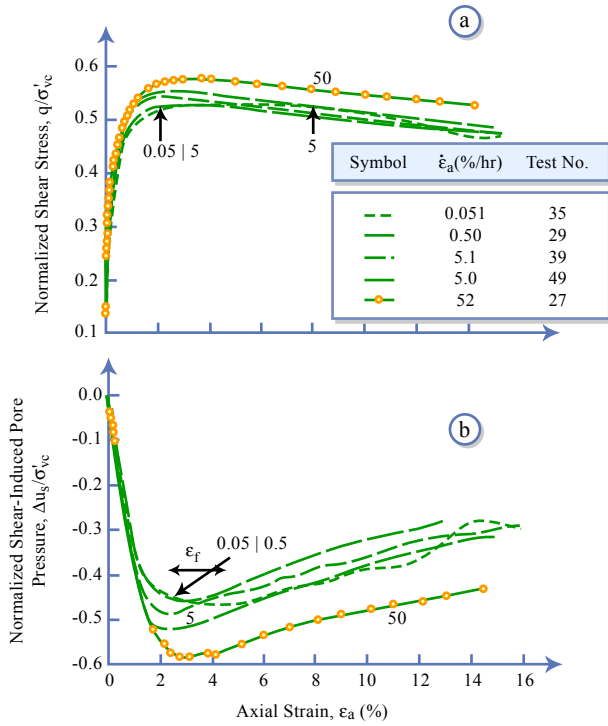 a
0.6
0.5
0.4
0.3
0.2
0.1
Normalized Shear Stress, q/σ'vc
50
0.05 | 5
5
Symbol ε̇a(%/hr) Test No.
0.051 35
0.50 29
5.1 39
5.0 49
52 27
b
0.0
-0.1
-0.2
-0.3
-0.4
-0.5
-0.6
Normalized Shear-Induced Pore
Pressure, Δus/σ'vc
εf
0.05 | 0.5
5
50
0 2 4 6 8 10 12 14 16
Axial Strain, εa (%)